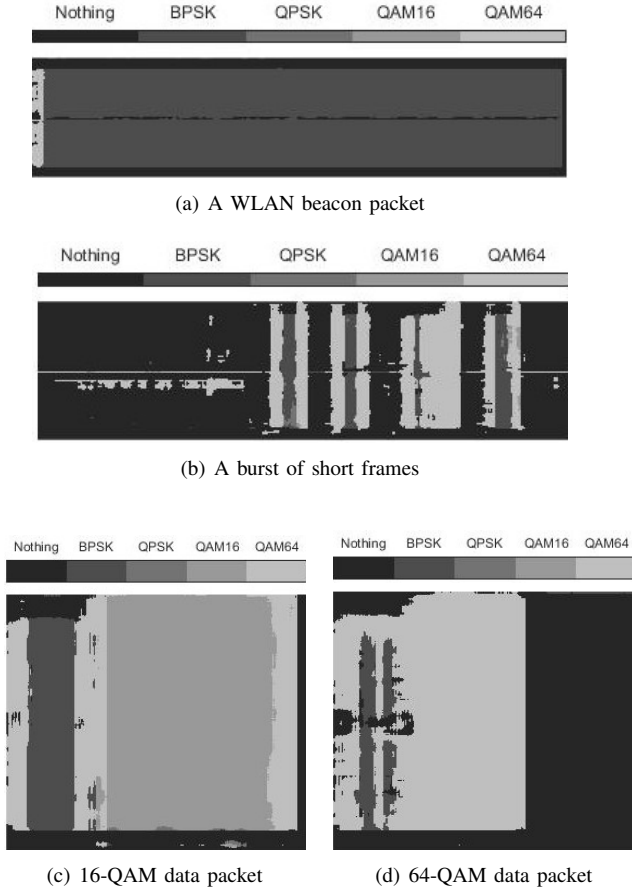 Nothing BPSK QPSK QAM16 QAM64
(a) A WLAN beacon packet
Nothing BPSK QPSK QAM16 QAM64
(b) A burst of short frames
Nothing BPSK QPSK QAM16 QAM64
Nothing BPSK QPSK QAM16 QAM64
(c) 16-QAM data packet
(d) 64-QAM data packet